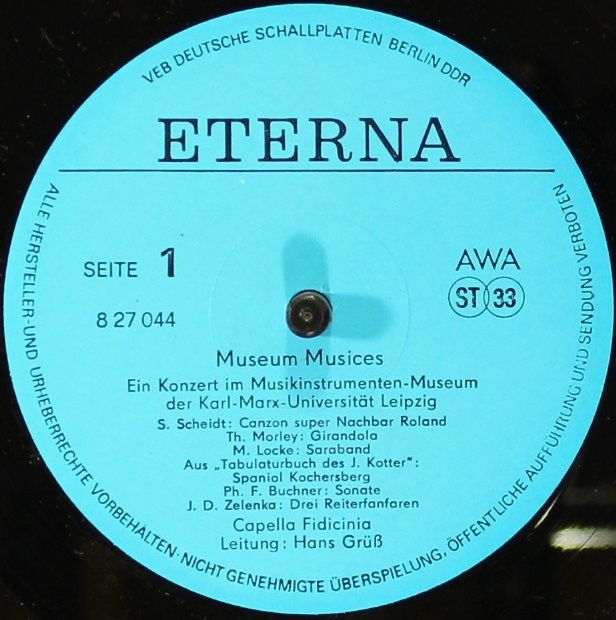 VEB DEUTSCHE SCHALLPLATTEN BERLIN DDR
ETERNA
SEITE 1
8 27 044
AWA
ST 33
Museum Musices
Ein Konzert im Musikinstrumenten-Museum
der Karl-Marx-Universität Leipzig
S. Scheidt: Canzon super Nachbar Roland
Th. Morley: Girandola
M. Locke: Saraband
Aus „Tabulaturbuch des J. Kotter":
Spaniol Kochersberg
Ph. F. Buchner: Sonate
J. D. Zelenka: Drei Reiterfanfaren
Capella Fidicinia
Leitung: Hans Grüß
ALLE HERSTELLER- UND URHEBERRECHTE VORBEHALTEN · NICHT GENEHMIGTE ÜBERSPIELUNG, ÖFFENTLICHE AUFFÜHRUNG UND SENDUNG VERBOTEN